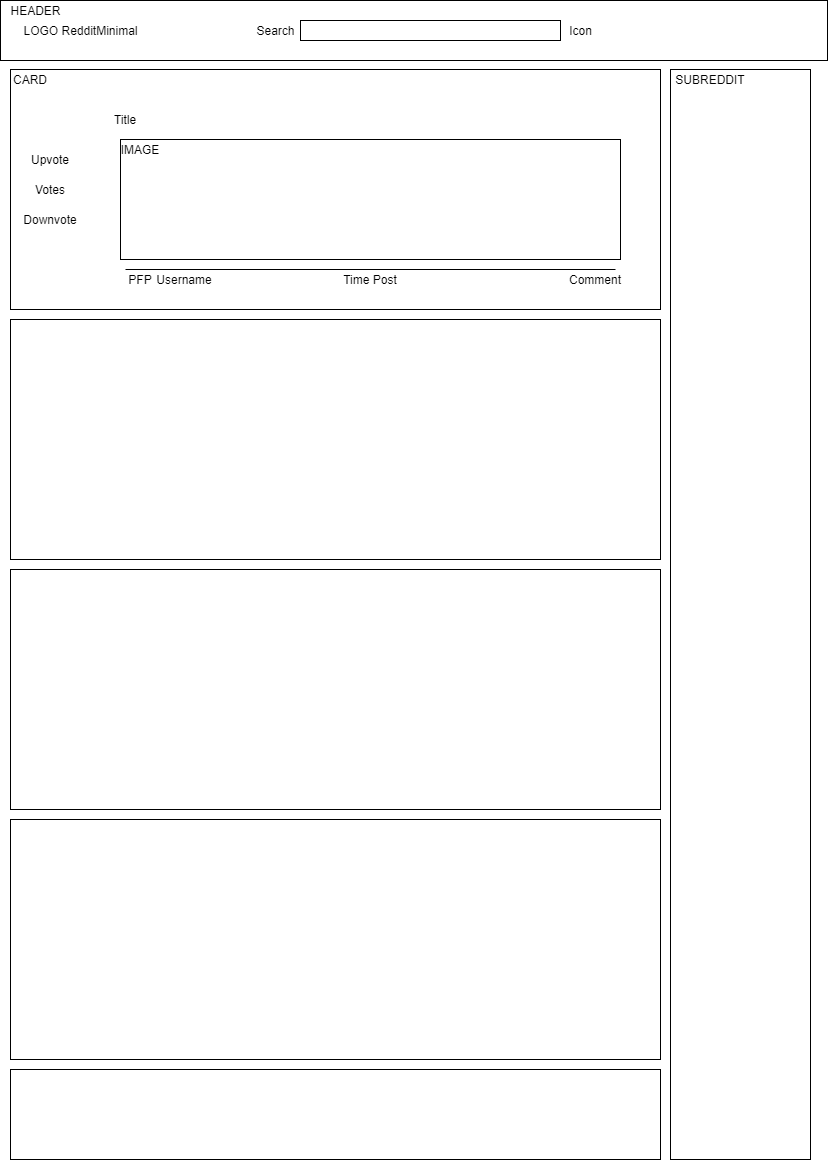 HEADER
LOGO RedditMinimal
Search
Icon
CARD
SUBREDDIT
Title
IMAGE
Upvote
Votes
Downvote
PFP Username
Time Post
Comment